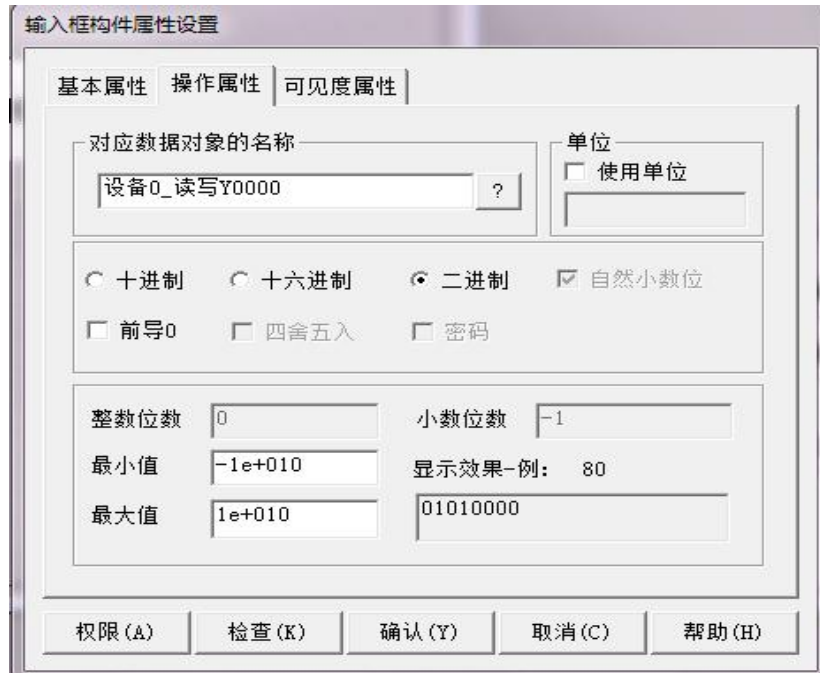 输入框构件属性设置
基本属性 操作属性 可见度属性
对应数据对象的名称 单位
设备0_读写Y0000 ? 使用单位
十进制 十六进制 二进制 自然小数位
前导0 四舍五入 密码
整数位数 0 小数位数 -1
最小值 -1e+010 显示效果-例: 80
最大值 1e+010 01010000
权限(A) 检查(K) 确认(Y) 取消(C) 帮助(H)